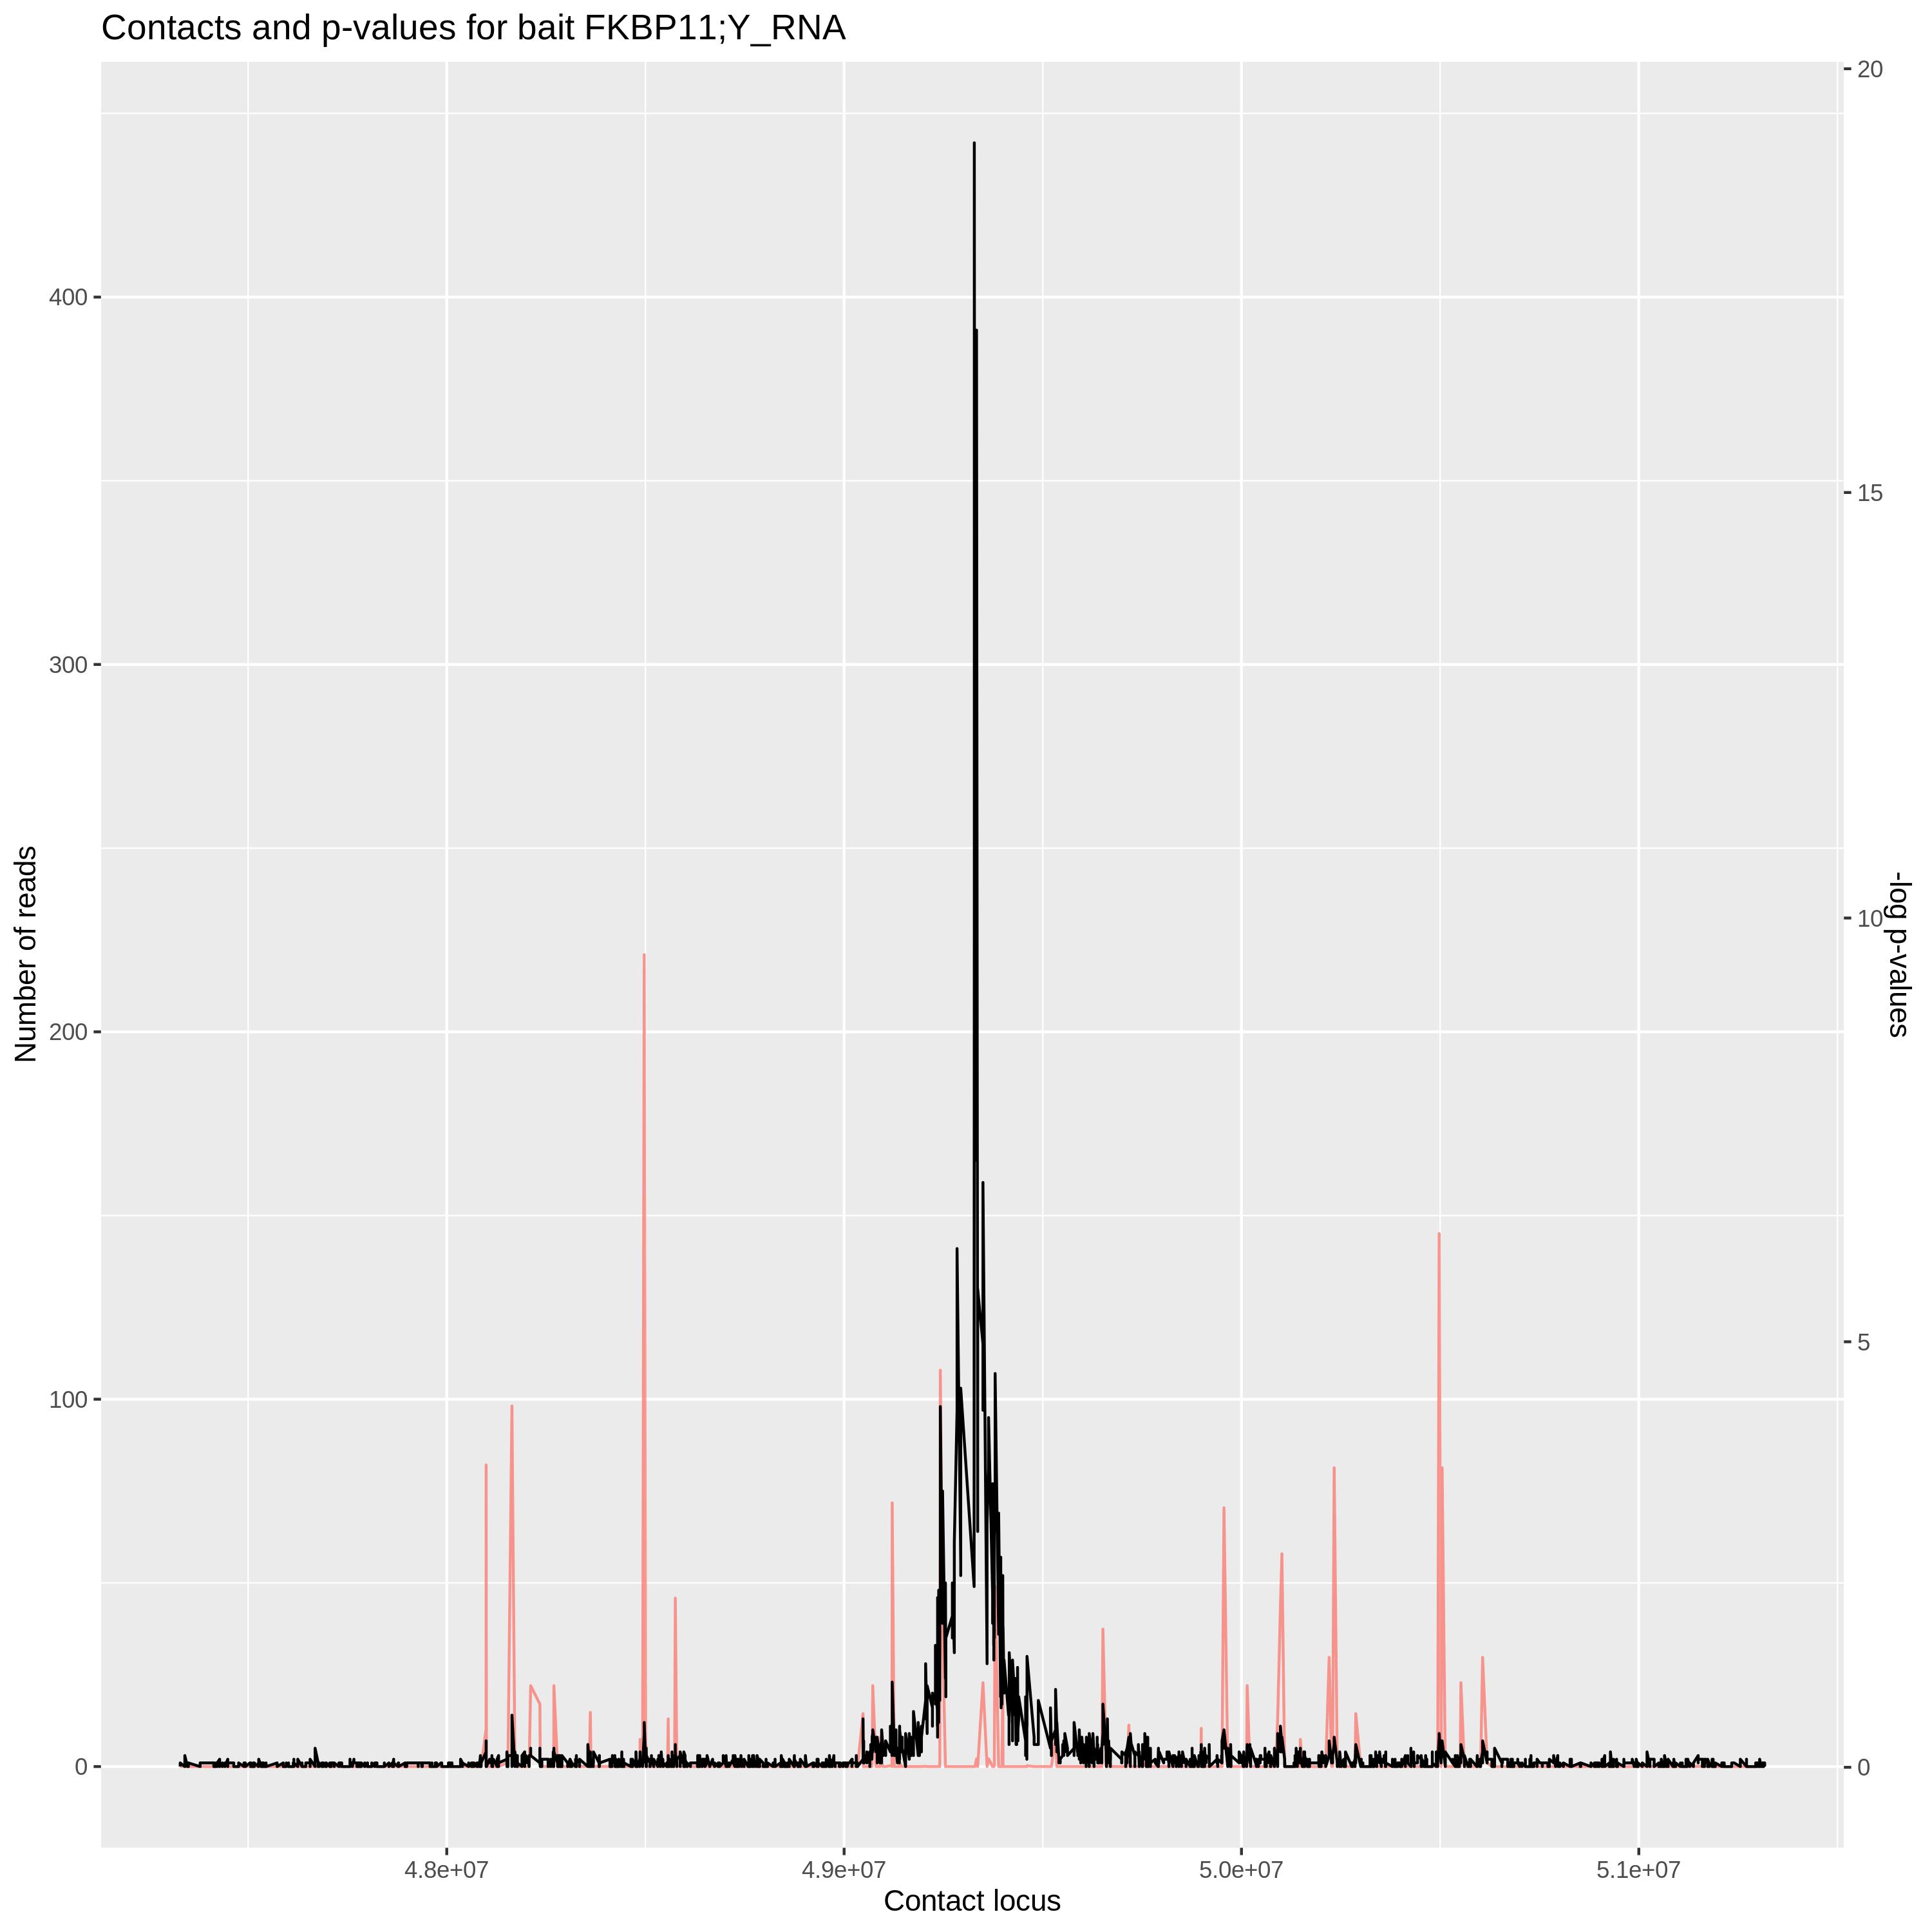 Contacts and p-values for bait FKBP11;Y_RNA
Number of reads
400
300
200
100
0
20
15
10
5
0
-log p-values
4.8e+07 4.9e+07 5.0e+07 5.1e+07
Contact locus